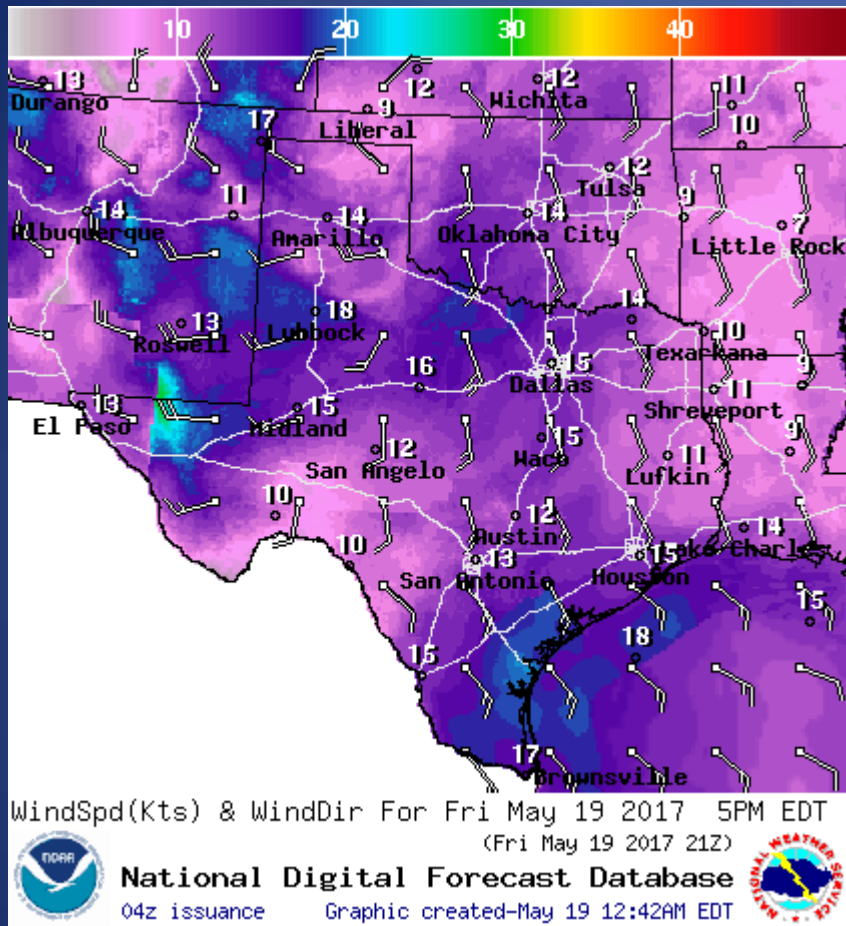 10 20 30 40
13 12 12 11
Durango Wichita
9
Liberal
17 10
12
Tulsa
14 11 14 14 9 7
Albuquerque Amarillo Oklahoma City Little Rock
13 18 14 10
Roswell Lubbock Texarkana
16 15 9
Dallas
13 15 11
El Paso Midland Shreveport
12 15 11 9
San Angelo Waco Lufkin
10 12 14
Austin Lake Charles
10 13 15
San Antonio Houston
15
18
15
17
Brownsville
WindSpd(Kts) & WindDir For Fri May 19 2017 5PM EDT
(Fri May 19 2017 21Z)
NOAA
National Digital Forecast Database
04z issuance Graphic created-May 19 12:42AM EDT
NATIONAL WEATHER SERVICE